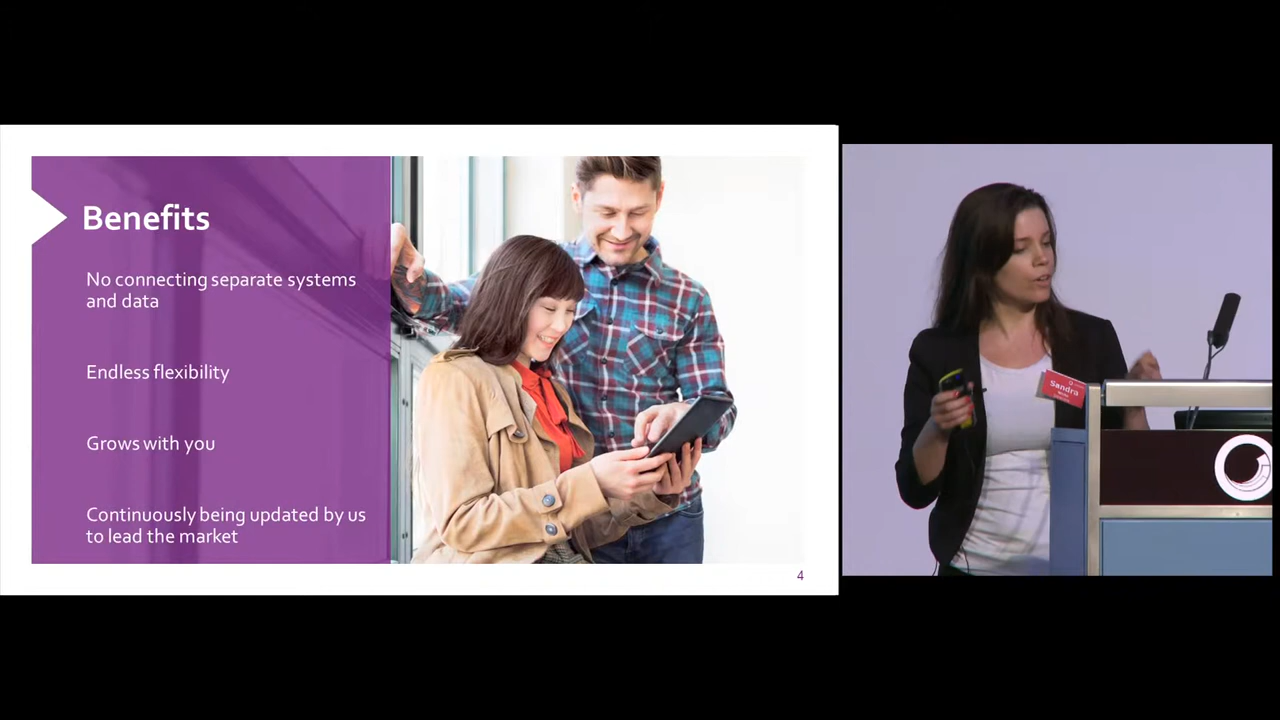 Benefits
No connecting separate systems
and data
Endless flexibility
Grows with you
Continuously being updated by us
to lead the market
4
Sandra